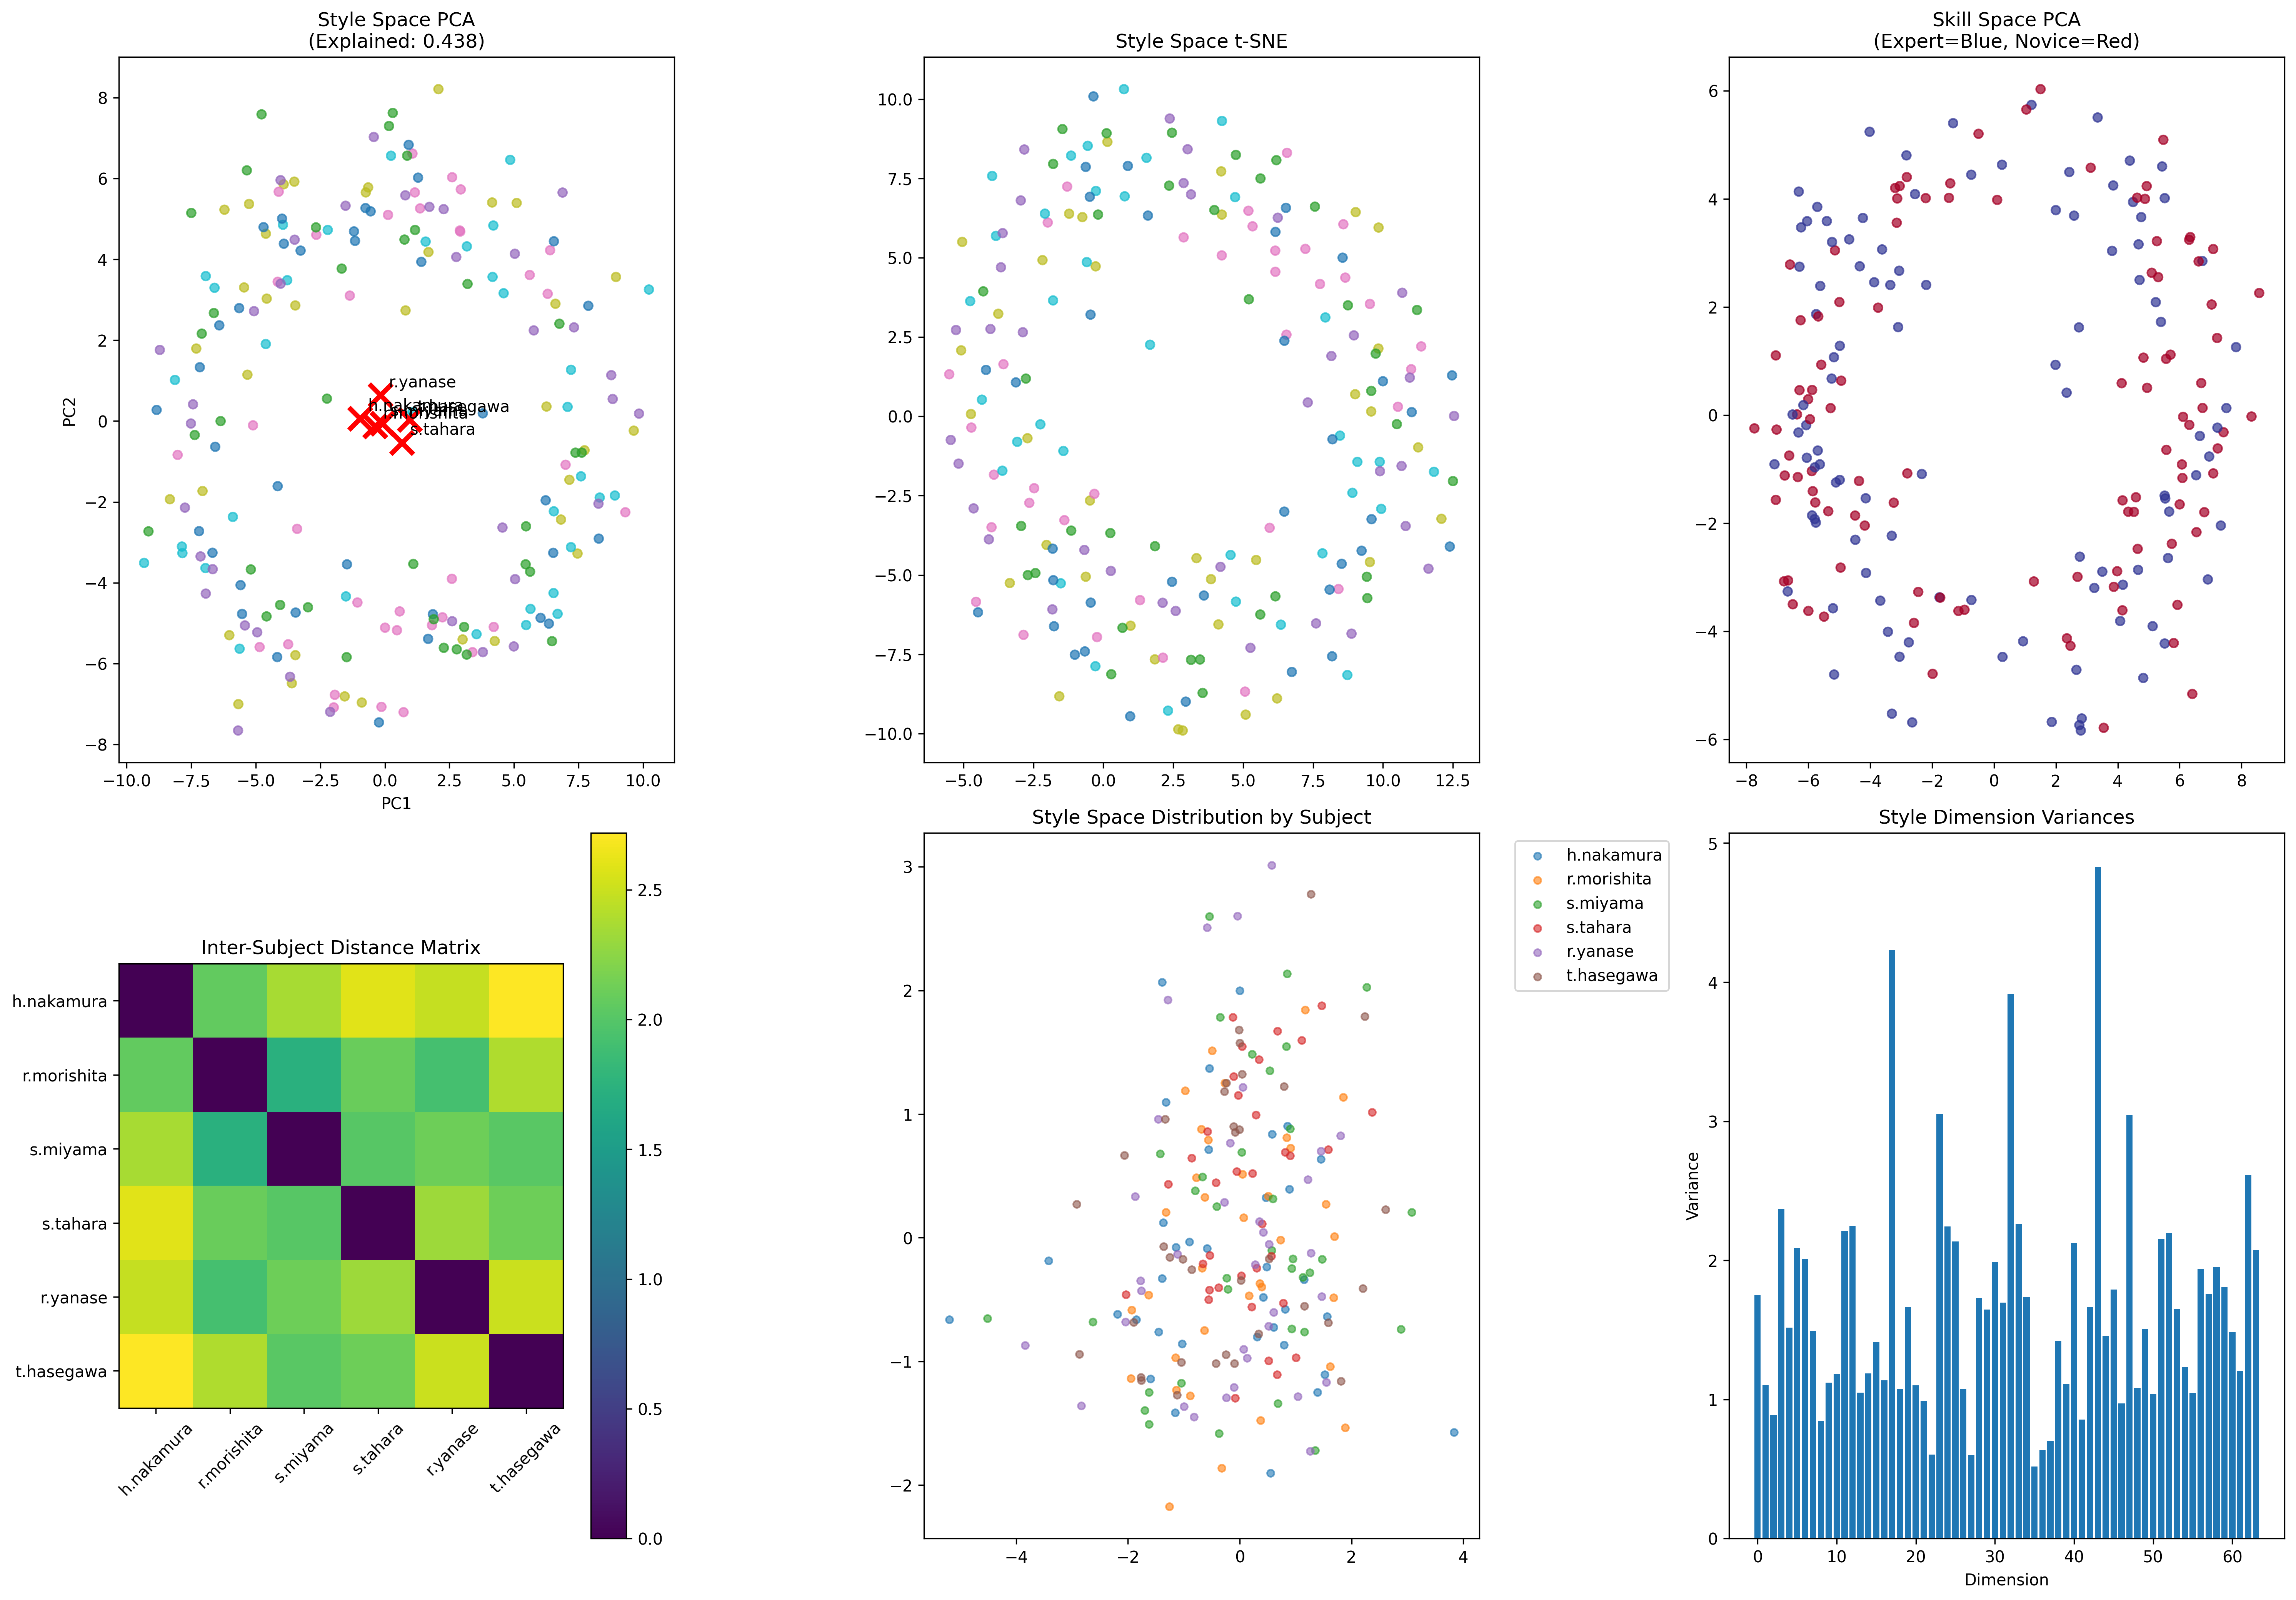 Style Space PCA
(Explained: 0.438)
8
6
4
2
0
−2
−4
−6
−8
PC2
r.yanase
h.nakamura
t.hasegawa
r.morishita
s.tahara
−10.0 −7.5 −5.0 −2.5 0.0 2.5 5.0 7.5 10.0
PC1
Style Space t-SNE
10.0
7.5
5.0
2.5
0.0
−2.5
−5.0
−7.5
−10.0
−5.0 −2.5 0.0 2.5 5.0 7.5 10.0 12.5
Skill Space PCA
(Expert=Blue, Novice=Red)
6
4
2
0
−2
−4
−6
−8 −6 −4 −2 0 2 4 6 8
Inter-Subject Distance Matrix
h.nakamura
r.morishita
s.miyama
s.tahara
r.yanase
t.hasegawa
h.nakamura r.morishita s.miyama s.tahara r.yanase t.hasegawa
2.5
2.0
1.5
1.0
0.5
0.0
Style Space Distribution by Subject
3
2
1
0
−1
−2
−4 −2 0 2 4
h.nakamura
r.morishita
s.miyama
s.tahara
r.yanase
t.hasegawa
Style Dimension Variances
5
4
3
2
1
0
Variance
0 10 20 30 40 50 60
Dimension